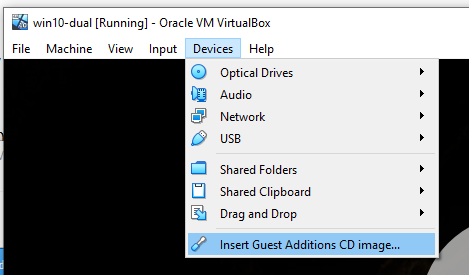 win10-dual [Running] - Oracle VM VirtualBox
File Machine View Input Devices Help
Optical Drives
Audio
Network
USB
Shared Folders
Shared Clipboard
Drag and Drop
Insert Guest Additions CD image...